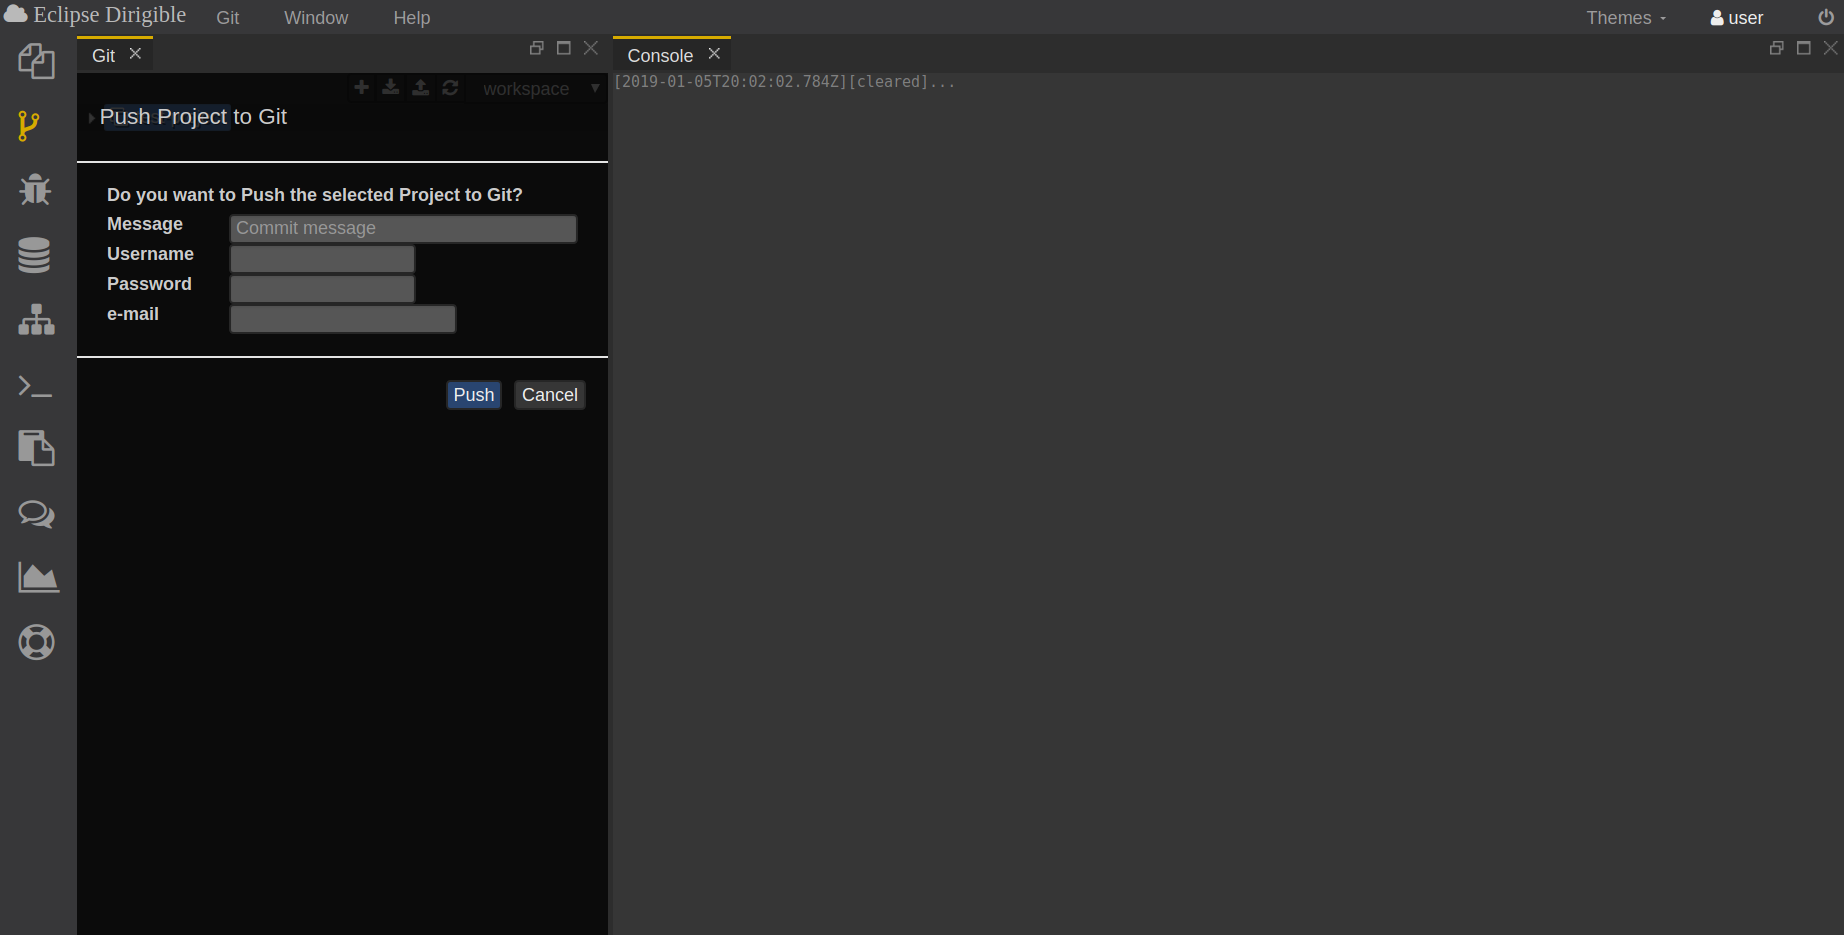 Eclipse Dirigible Git Window Help Themes user
Git Console
workspace
[2019-01-05T20:02:02.784Z][cleared]...
Push Project to Git
Do you want to Push the selected Project to Git?
Message Commit message
Username
Password
e-mail
Push Cancel